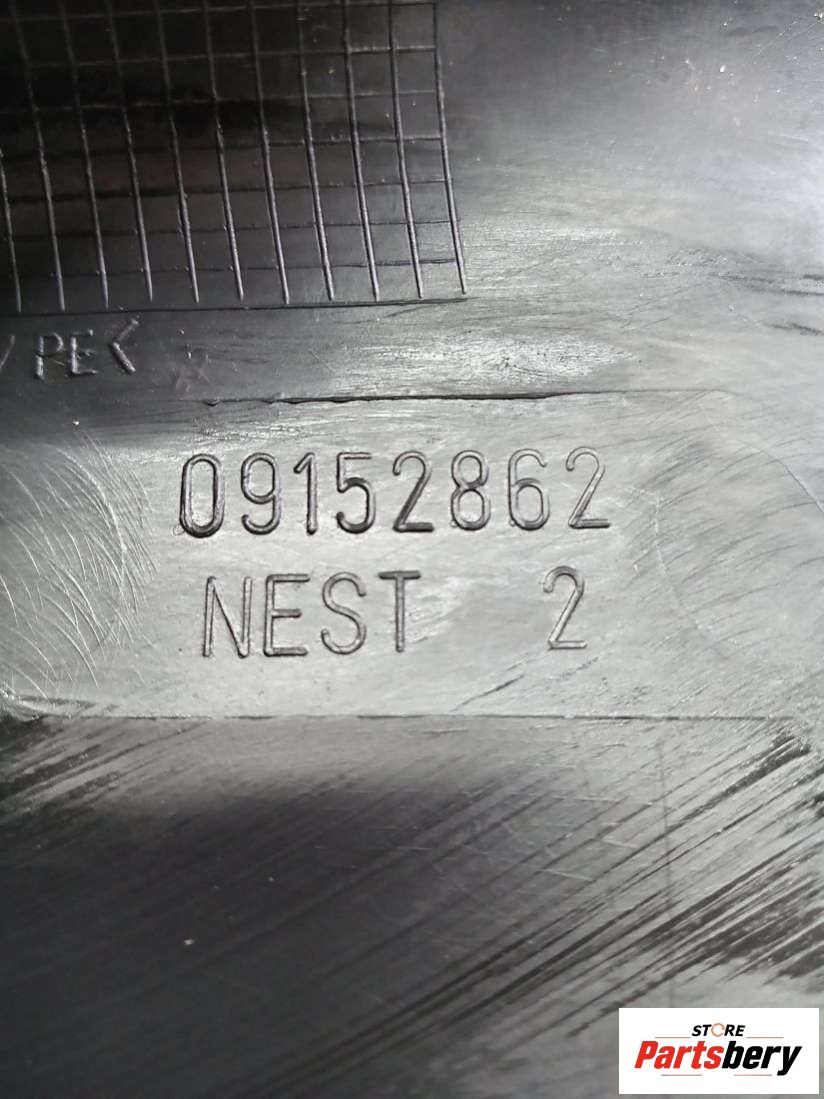 >PE<
09152862
NEST 2
STORE
Partsbery